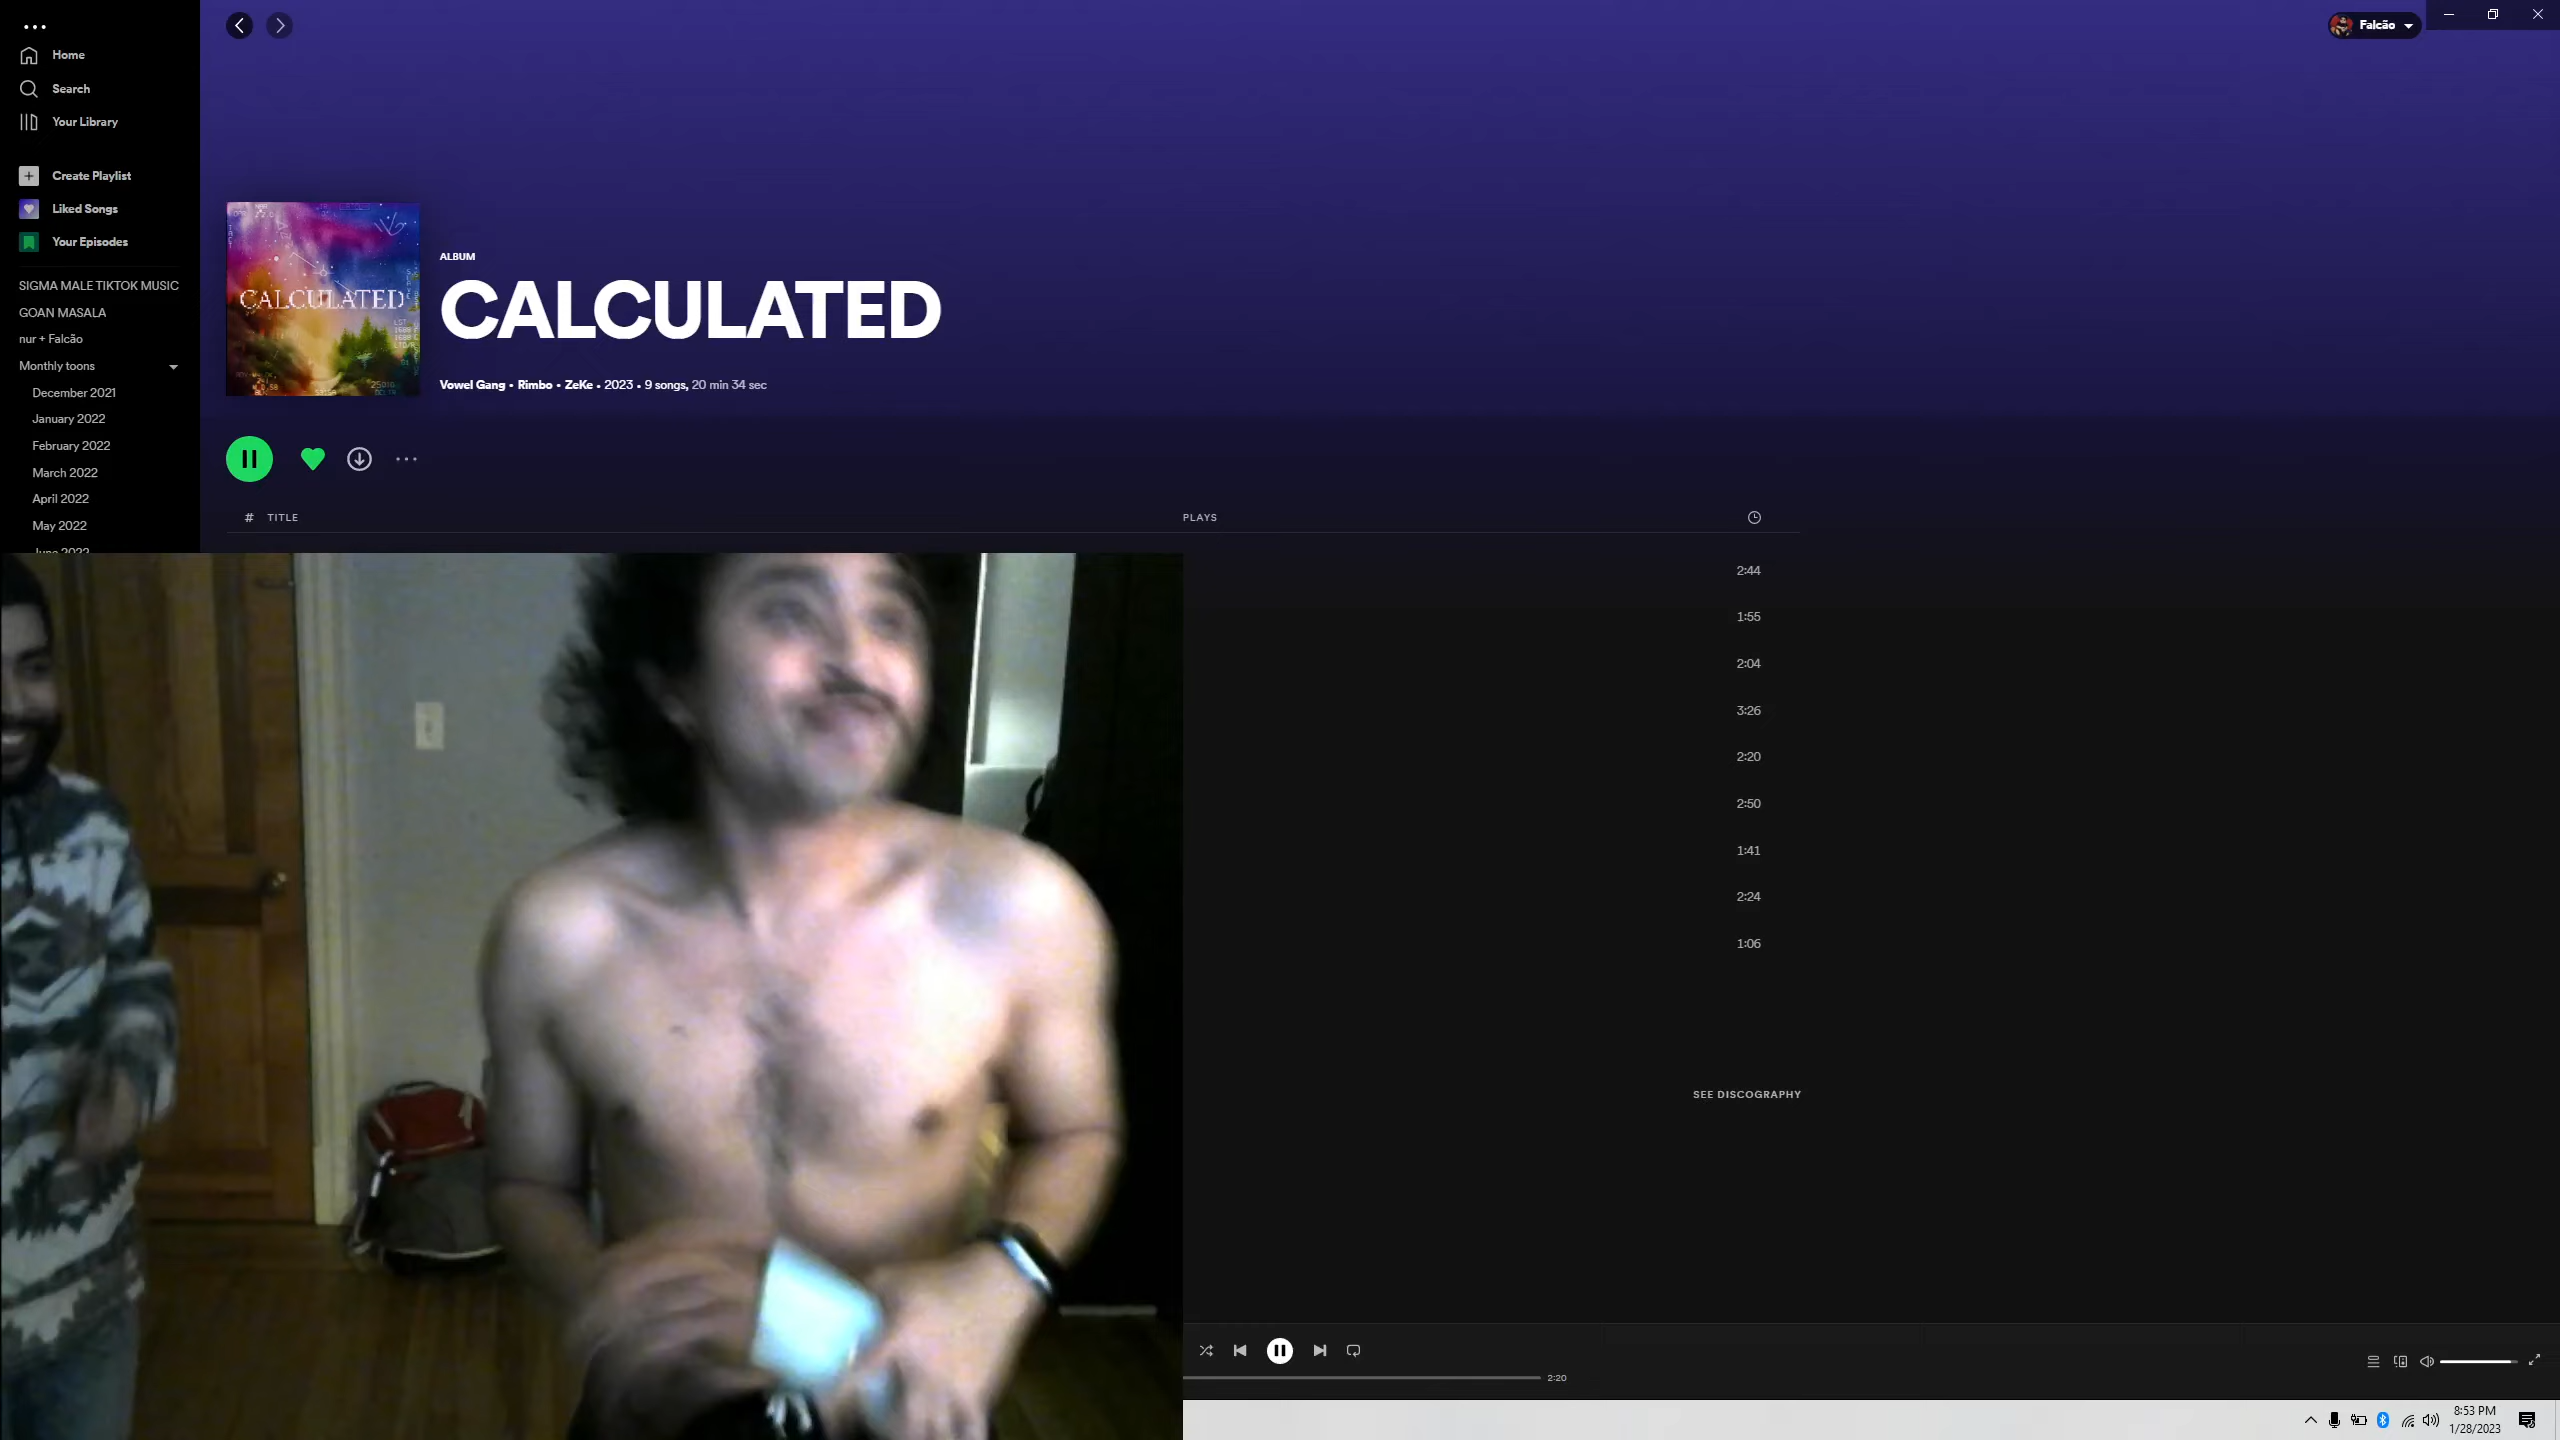 Home
Search
Your Library
Create Playlist
Liked Songs
Your Episodes
SIGMA MALE TIKTOK MUSIC
GOAN MASALA
nur + Falcão
Monthly toons
December 2021
January 2022
February 2022
March 2022
April 2022
May 2022
June 2022
Falcão
CALCULATED
ALBUM
CALCULATED
Vowel Gang • Rimbo • ZeKe • 2023 • 9 songs, 20 min 34 sec
# TITLE PLAYS
2:44
1:55
2:04
3:26
2:20
2:50
1:41
2:24
1:06
SEE DISCOGRAPHY
2:20
8:53 PM
1/28/2023